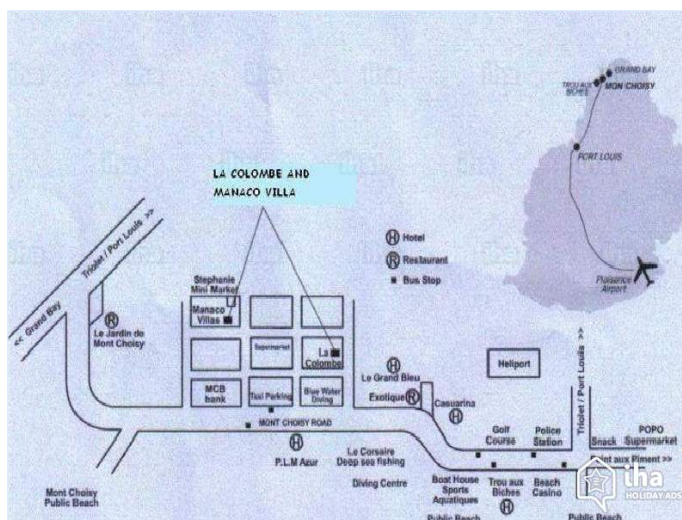 GRAND BAY
TROU AUX
BICHES
MON CHOISY
PORT LOUIS
Plaisance
Airport
LA COLOMBE AND
MANACO VILLA
H Hotel
R Restaurant
Bus Stop
Triolet / Port Louis >>
<< Grand Bay
R
Le Jardin de
Mont Choisy
Stephanie
Mini Market
Manaco
Villas
Supermarket
La
Colombe
MCB
bank
Taxi Parking
Blue Water
Diving
MONT CHOISY ROAD
H
P.L.M Azur
H
Le Grand Bleu
Exotique R
Casuarina
H
Heliport
Triolet / Port Louis >>
Le Corsaire
Deep sea fishing
Diving Centre
Golf
Course
Police
Station
Snack
POPO
Supermarket
Point aux Piment >>
Boat House
Sports
Aquatiques
Public Beach
Trou aux
Biches
H
Beach
Casino
Public Beach
Mont Choisy
Public Beach
iha
HOLIDAY ADS